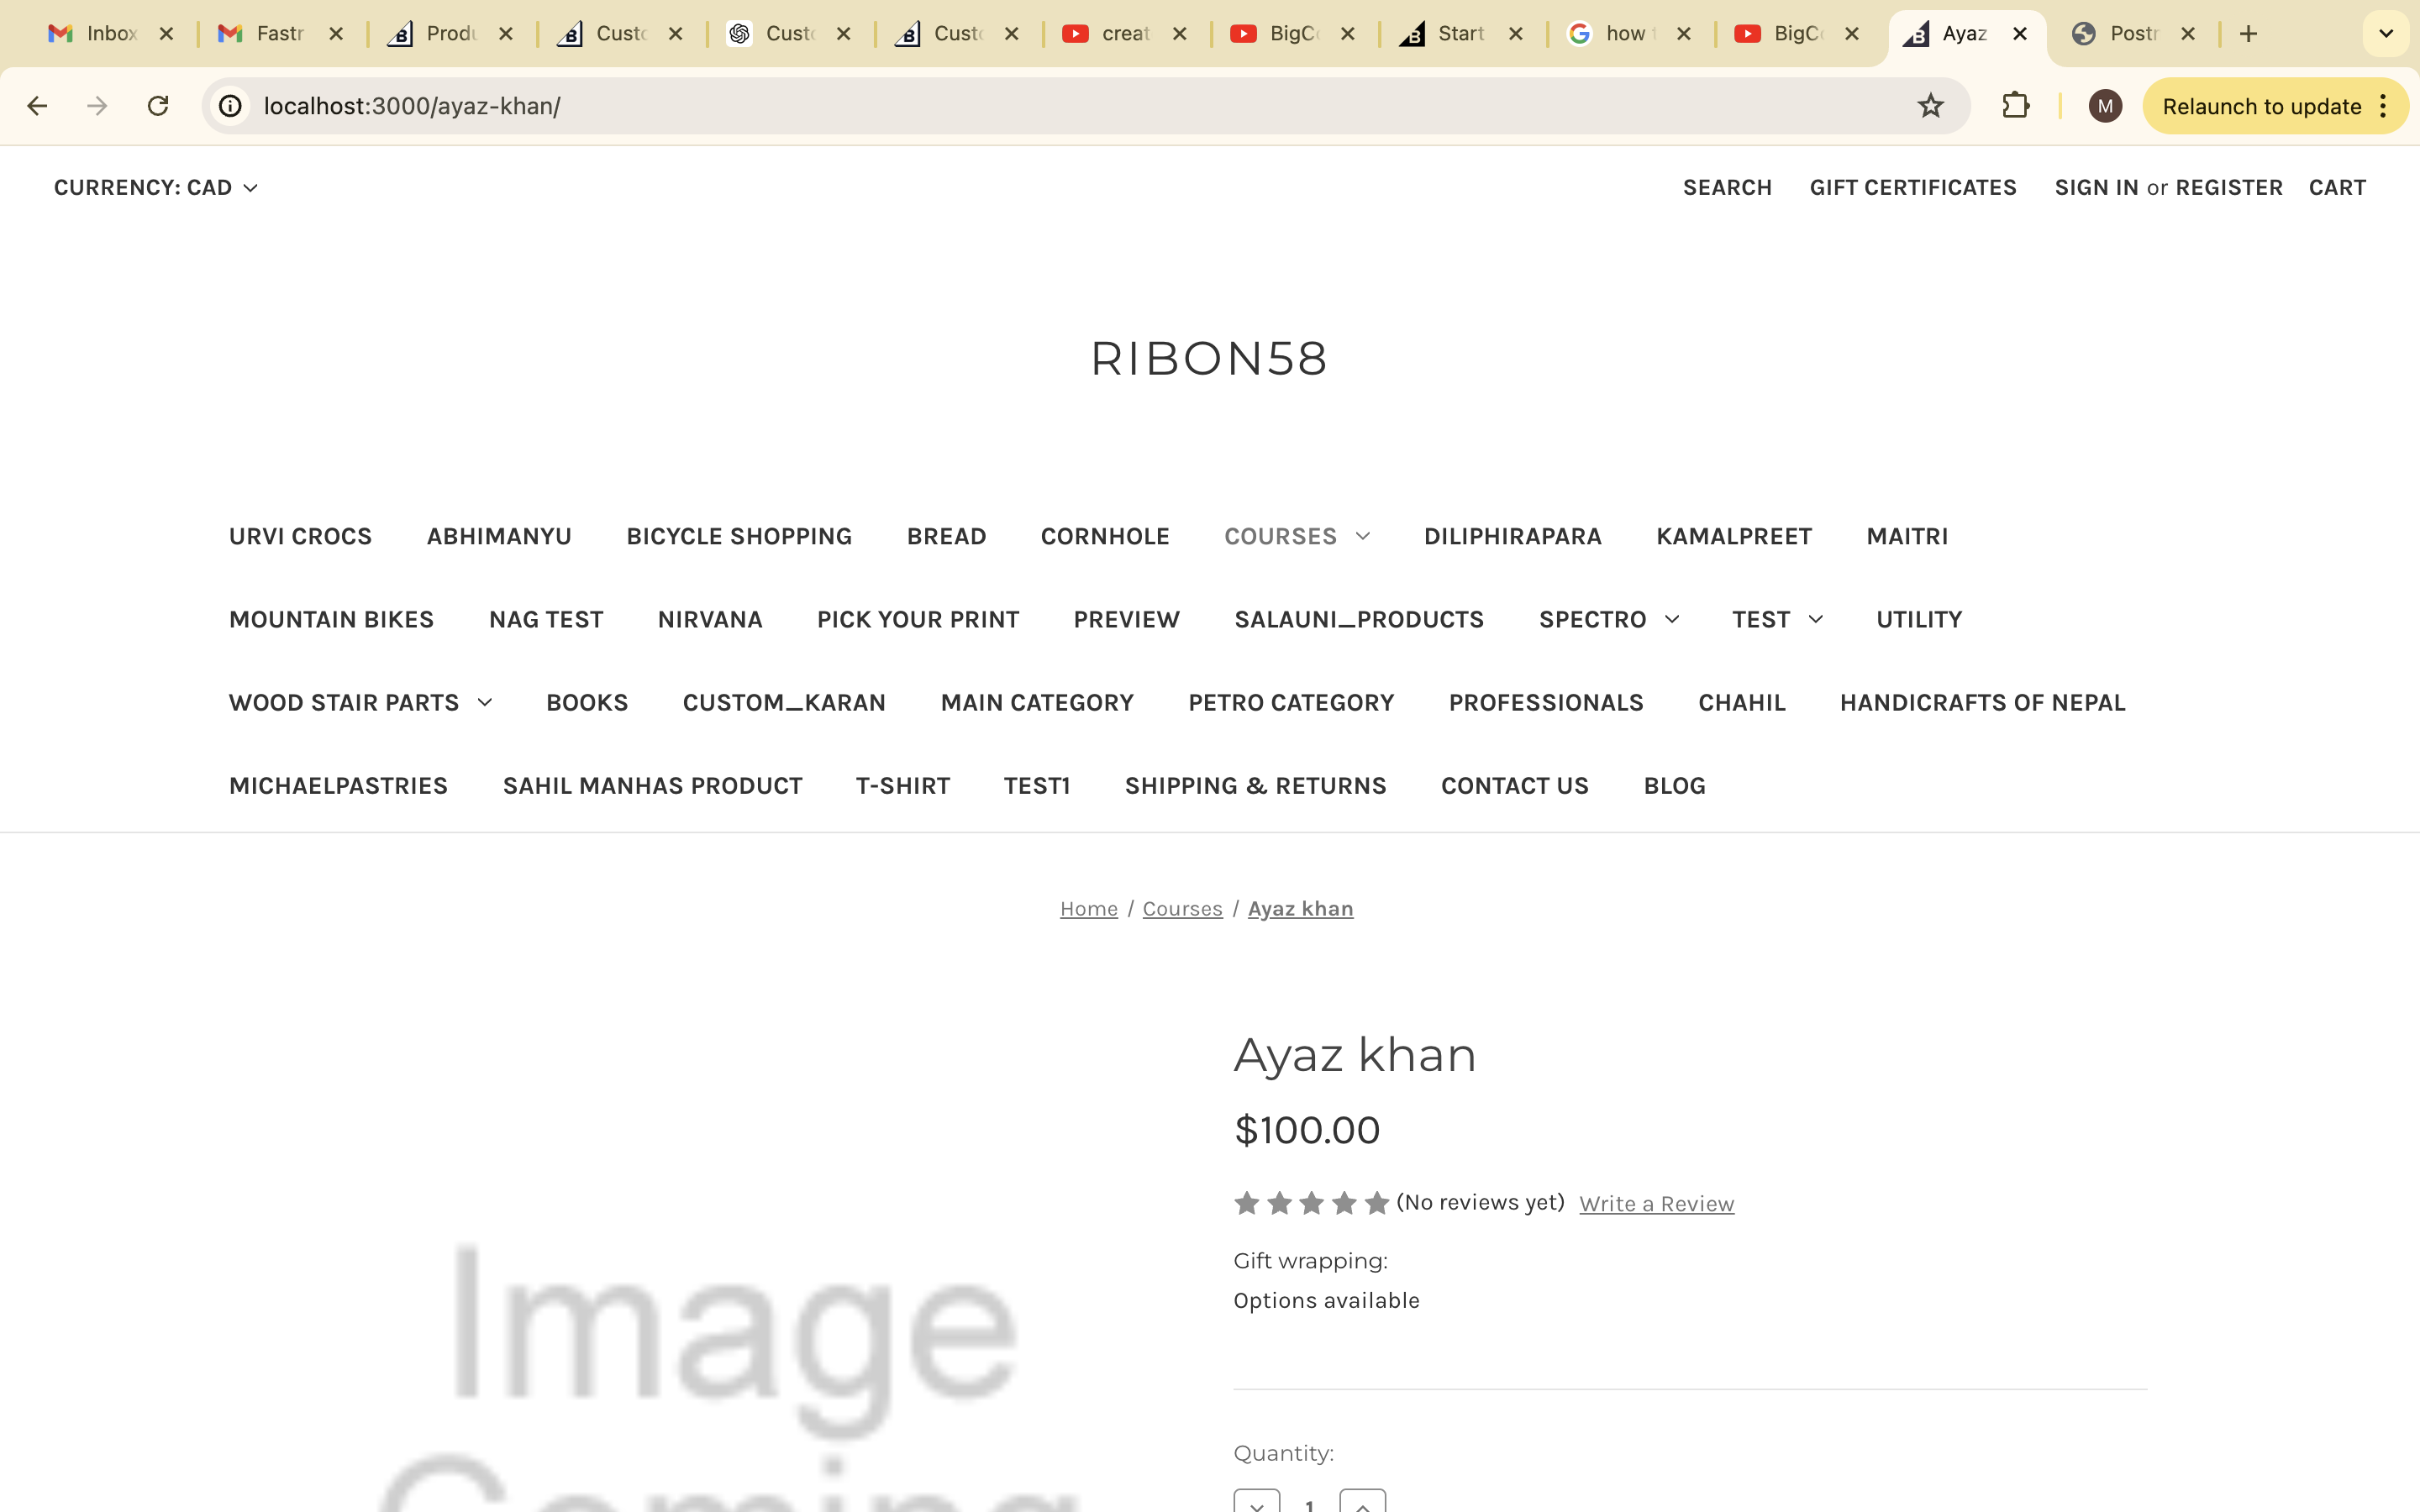 Inbox Fastr Produ Custo Custo Custo creat BigCo Start how t BigCo Ayaz Postr
localhost:3000/ayaz-khan/ M Relaunch to update
CURRENCY: CAD SEARCH GIFT CERTIFICATES SIGN IN or REGISTER CART
RIBON58
URVI CROCS ABHIMANYU BICYCLE SHOPPING BREAD CORNHOLE COURSES DILIPHIRAPARA KAMALPREET MAITRI
MOUNTAIN BIKES NAG TEST NIRVANA PICK YOUR PRINT PREVIEW SALAUNI_PRODUCTS SPECTRO TEST UTILITY
WOOD STAIR PARTS BOOKS CUSTOM_KARAN MAIN CATEGORY PETRO CATEGORY PROFESSIONALS CHAHIL HANDICRAFTS OF NEPAL
MICHAELPASTRIES SAHIL MANHAS PRODUCT T-SHIRT TEST1 SHIPPING & RETURNS CONTACT US BLOG
Home / Courses / Ayaz khan
Ayaz khan
$100.00
(No reviews yet) Write a Review
Gift wrapping:
Options available
Image
Coming
Quantity:
1